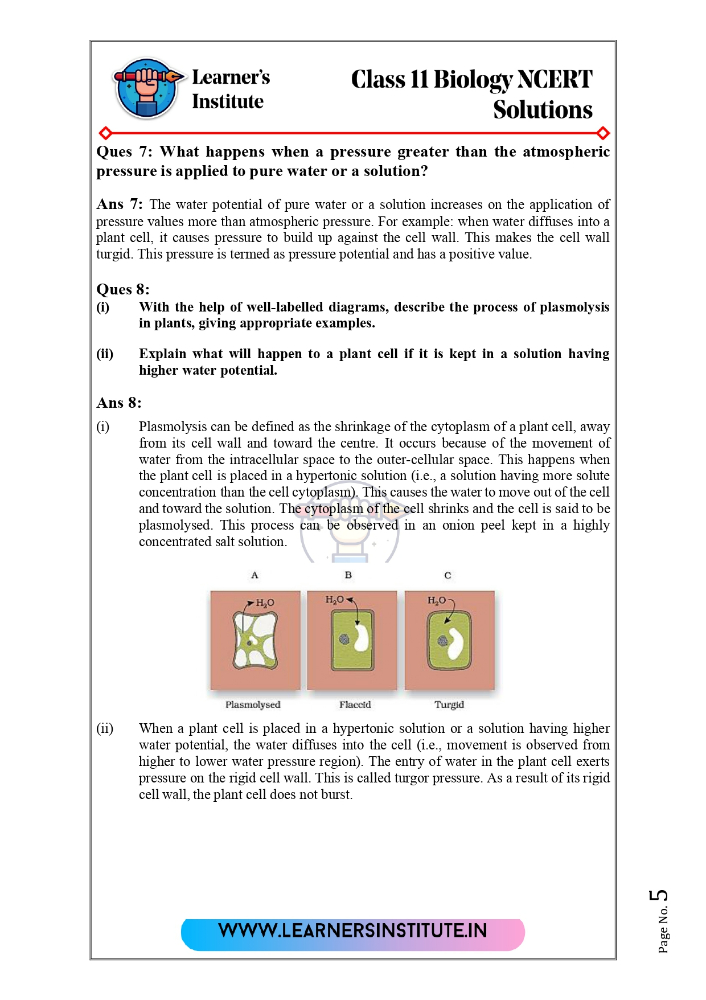 Learner's
Institute
Class 11 Biology NCERT
Solutions
Ques 7: What happens when a pressure greater than the atmospheric
pressure is applied to pure water or a solution?
Ans 7: The water potential of pure water or a solution increases on the application of
pressure values more than atmospheric pressure. For example: when water diffuses into a
plant cell, it causes pressure to build up against the cell wall. This makes the cell wall
turgid. This pressure is termed as pressure potential and has a positive value.
Ques 8:
(i) With the help of well-labelled diagrams, describe the process of plasmolysis
in plants, giving appropriate examples.
(ii) Explain what will happen to a plant cell if it is kept in a solution having
higher water potential.
Ans 8:
(i) Plasmolysis can be defined as the shrinkage of the cytoplasm of a plant cell, away
from its cell wall and toward the centre. It occurs because of the movement of
water from the intracellular space to the outer-cellular space. This happens when
the plant cell is placed in a hypertonic solution (i.e., a solution having more solute
concentration than the cell cytoplasm). This causes the water to move out of the cell
and toward the solution. The cytoplasm of the cell shrinks and the cell is said to be
plasmolysed. This process can be observed in an onion peel kept in a highly
concentrated salt solution.
A B C
H₂O H₂O H₂O
Plasmolysed Flaccid Turgid
(ii) When a plant cell is placed in a hypertonic solution or a solution having higher
water potential, the water diffuses into the cell (i.e., movement is observed from
higher to lower water pressure region). The entry of water in the plant cell exerts
pressure on the rigid cell wall. This is called turgor pressure. As a result of its rigid
cell wall, the plant cell does not burst.
WWW.LEARNERSINSTITUTE.IN
Page No. 5